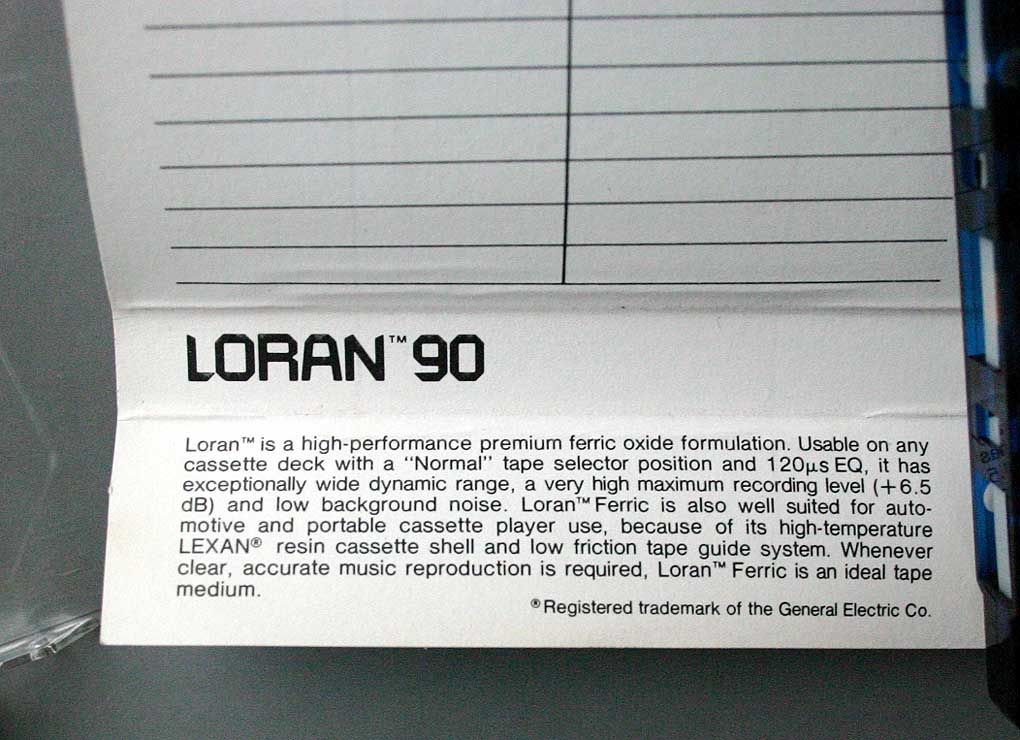 LORAN™ 90
Loran™ is a high-performance premium ferric oxide formulation. Usable on any
cassette deck with a "Normal" tape selector position and 120μs EQ, it has
exceptionally wide dynamic range, a very high maximum recording level (+6.5
dB) and low background noise. Loran™ Ferric is also well suited for auto-
motive and portable cassette player use, because of its high-temperature
LEXAN® resin cassette shell and low friction tape guide system. Whenever
clear, accurate music reproduction is required, Loran™ Ferric is an ideal tape
medium.
®Registered trademark of the General Electric Co.